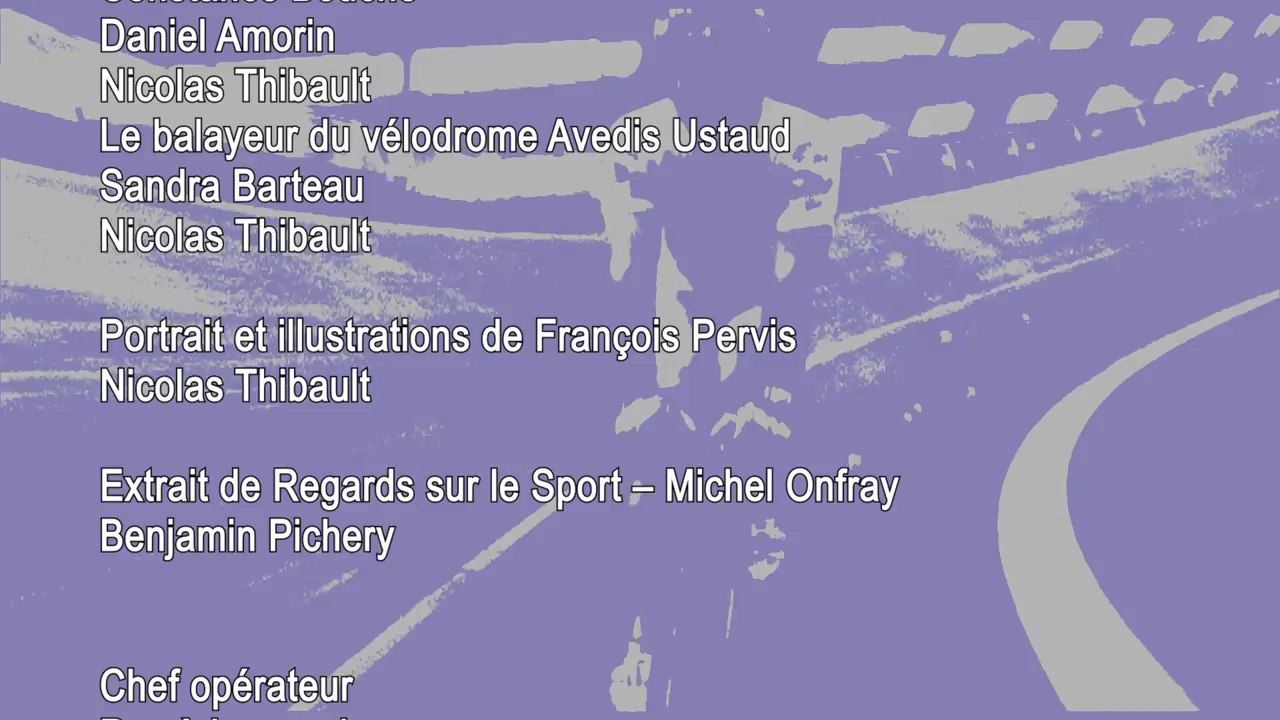 Daniel Amorin
Nicolas Thibault
Le balayeur du vélodrome Avedis Ustaud
Sandra Barteau
Nicolas Thibault
Portrait et illustrations de François Pervis
Nicolas Thibault
Extrait de Regards sur le Sport – Michel Onfray
Benjamin Pichery
Chef opérateur